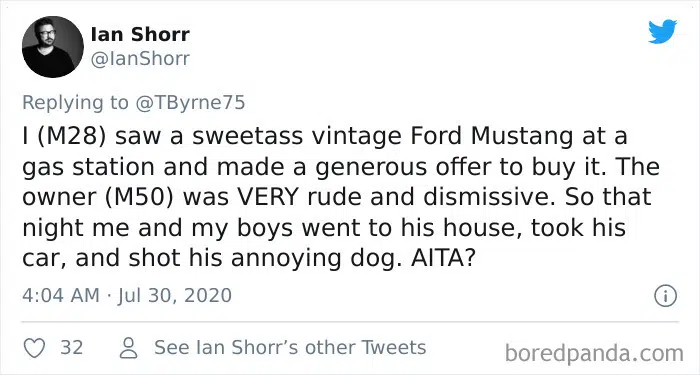 Ian Shorr
@IanShorr
Replying to @TByrne75
I (M28) saw a sweetass vintage Ford Mustang at a
gas station and made a generous offer to buy it. The
owner (M50) was VERY rude and dismissive. So that
night me and my boys went to his house, took his
car, and shot his annoying dog. AITA?
4:04 AM · Jul 30, 2020
32 See Ian Shorr’s other Tweets
boredpanda.com